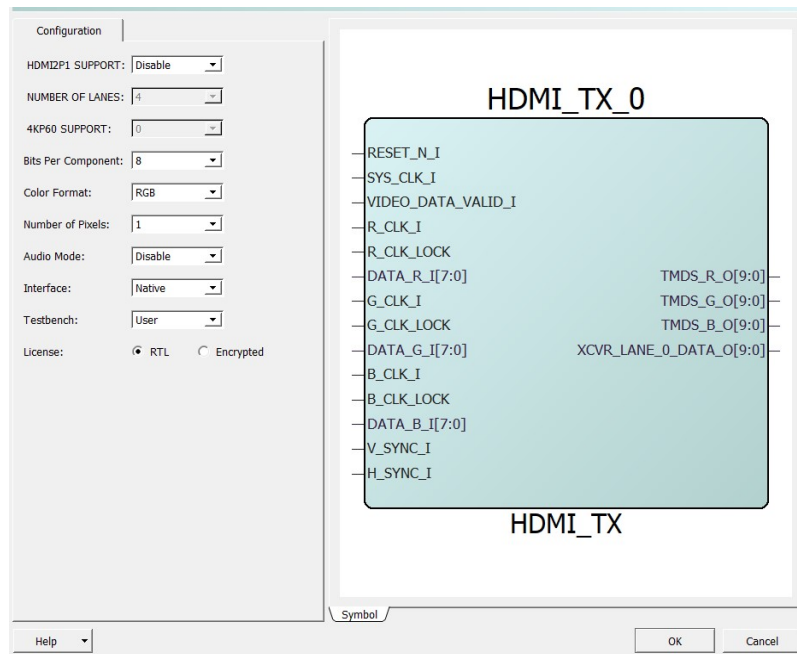 Configuration
HDMI2P1 SUPPORT: Disable
NUMBER OF LANES: 4
4KP60 SUPPORT: 0
Bits Per Component: 8
Color Format: RGB
Number of Pixels: 1
Audio Mode: Disable
Interface: Native
Testbench: User
License: RTL Encrypted
HDMI_TX_0
RESET_N_I
SYS_CLK_I
VIDEO_DATA_VALID_I
R_CLK_I
R_CLK_LOCK
DATA_R_I[7:0] TMDS_R_O[9:0]
G_CLK_I TMDS_G_O[9:0]
G_CLK_LOCK TMDS_B_O[9:0]
DATA_G_I[7:0] XCVR_LANE_0_DATA_O[9:0]
B_CLK_I
B_CLK_LOCK
DATA_B_I[7:0]
V_SYNC_I
H_SYNC_I
HDMI_TX
Symbol
Help OK Cancel